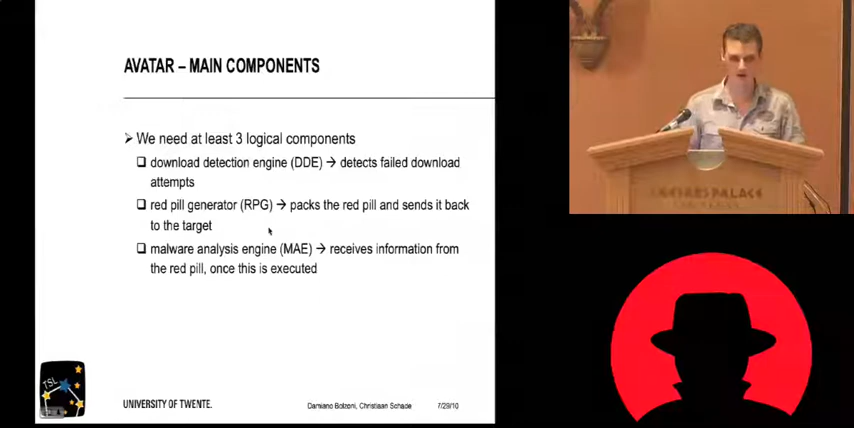 AVATAR – MAIN COMPONENTS
➢ We need at least 3 logical components
❑ download detection engine (DDE) → detects failed download
attempts
❑ red pill generator (RPG) → packs the red pill and sends it back
to the target
❑ malware analysis engine (MAE) → receives information from
the red pill, once this is executed
CAESARS PALACE
TSL
UNIVERSITY OF TWENTE.
Damiano Bolzoni, Christiaan Schade
7/29/10